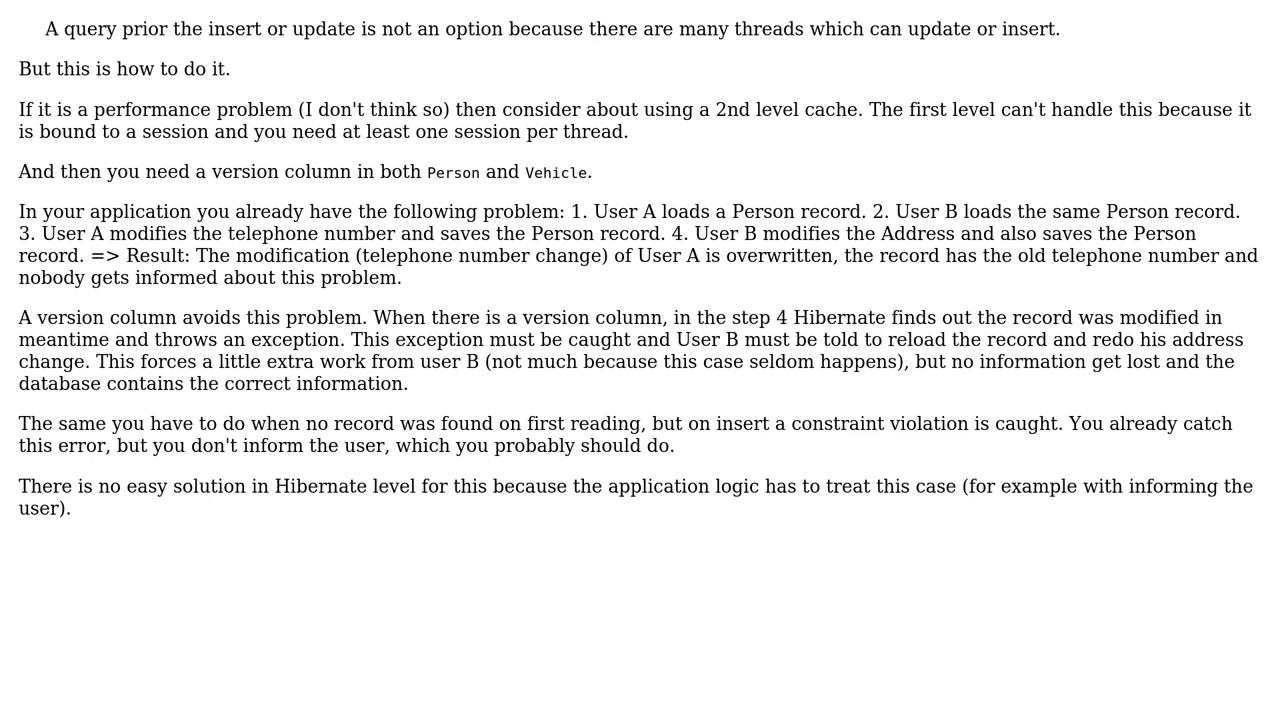 A query prior the insert or update is not an option because there are many threads which can update or insert.
But this is how to do it.
If it is a performance problem (I don't think so) then consider about using a 2nd level cache. The first level can't handle this because it
is bound to a session and you need at least one session per thread.
And then you need a version column in both Person and Vehicle.
In your application you already have the following problem: 1. User A loads a Person record. 2. User B loads the same Person record.
3. User A modifies the telephone number and saves the Person record. 4. User B modifies the Address and also saves the Person
record. => Result: The modification (telephone number change) of User A is overwritten, the record has the old telephone number and
nobody gets informed about this problem.
A version column avoids this problem. When there is a version column, in the step 4 Hibernate finds out the record was modified in
meantime and throws an exception. This exception must be caught and User B must be told to reload the record and redo his address
change. This forces a little extra work from user B (not much because this case seldom happens), but no information get lost and the
database contains the correct information.
The same you have to do when no record was found on first reading, but on insert a constraint violation is caught. You already catch
this error, but you don't inform the user, which you probably should do.
There is no easy solution in Hibernate level for this because the application logic has to treat this case (for example with informing the
user).